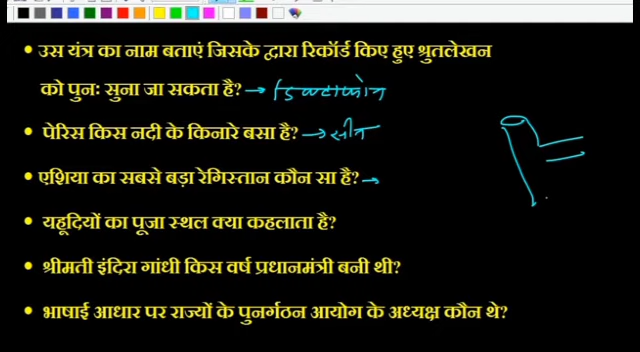 • उस यंत्र का नाम बताएं जिसके द्वारा रिकॉर्ड किए हुए श्रुतलेखन
को पुनः सुना जा सकता है? → डिक्टाफोन
• पेरिस किस नदी के किनारे बसा है? → सीन
• एशिया का सबसे बड़ा रेगिस्तान कौन सा है? →
• यहूदियों का पूजा स्थल क्या कहलाता है?
• श्रीमती इंदिरा गांधी किस वर्ष प्रधानमंत्री बनी थी?
• भाषाई आधार पर राज्यों के पुनर्गठन आयोग के अध्यक्ष कौन थे?